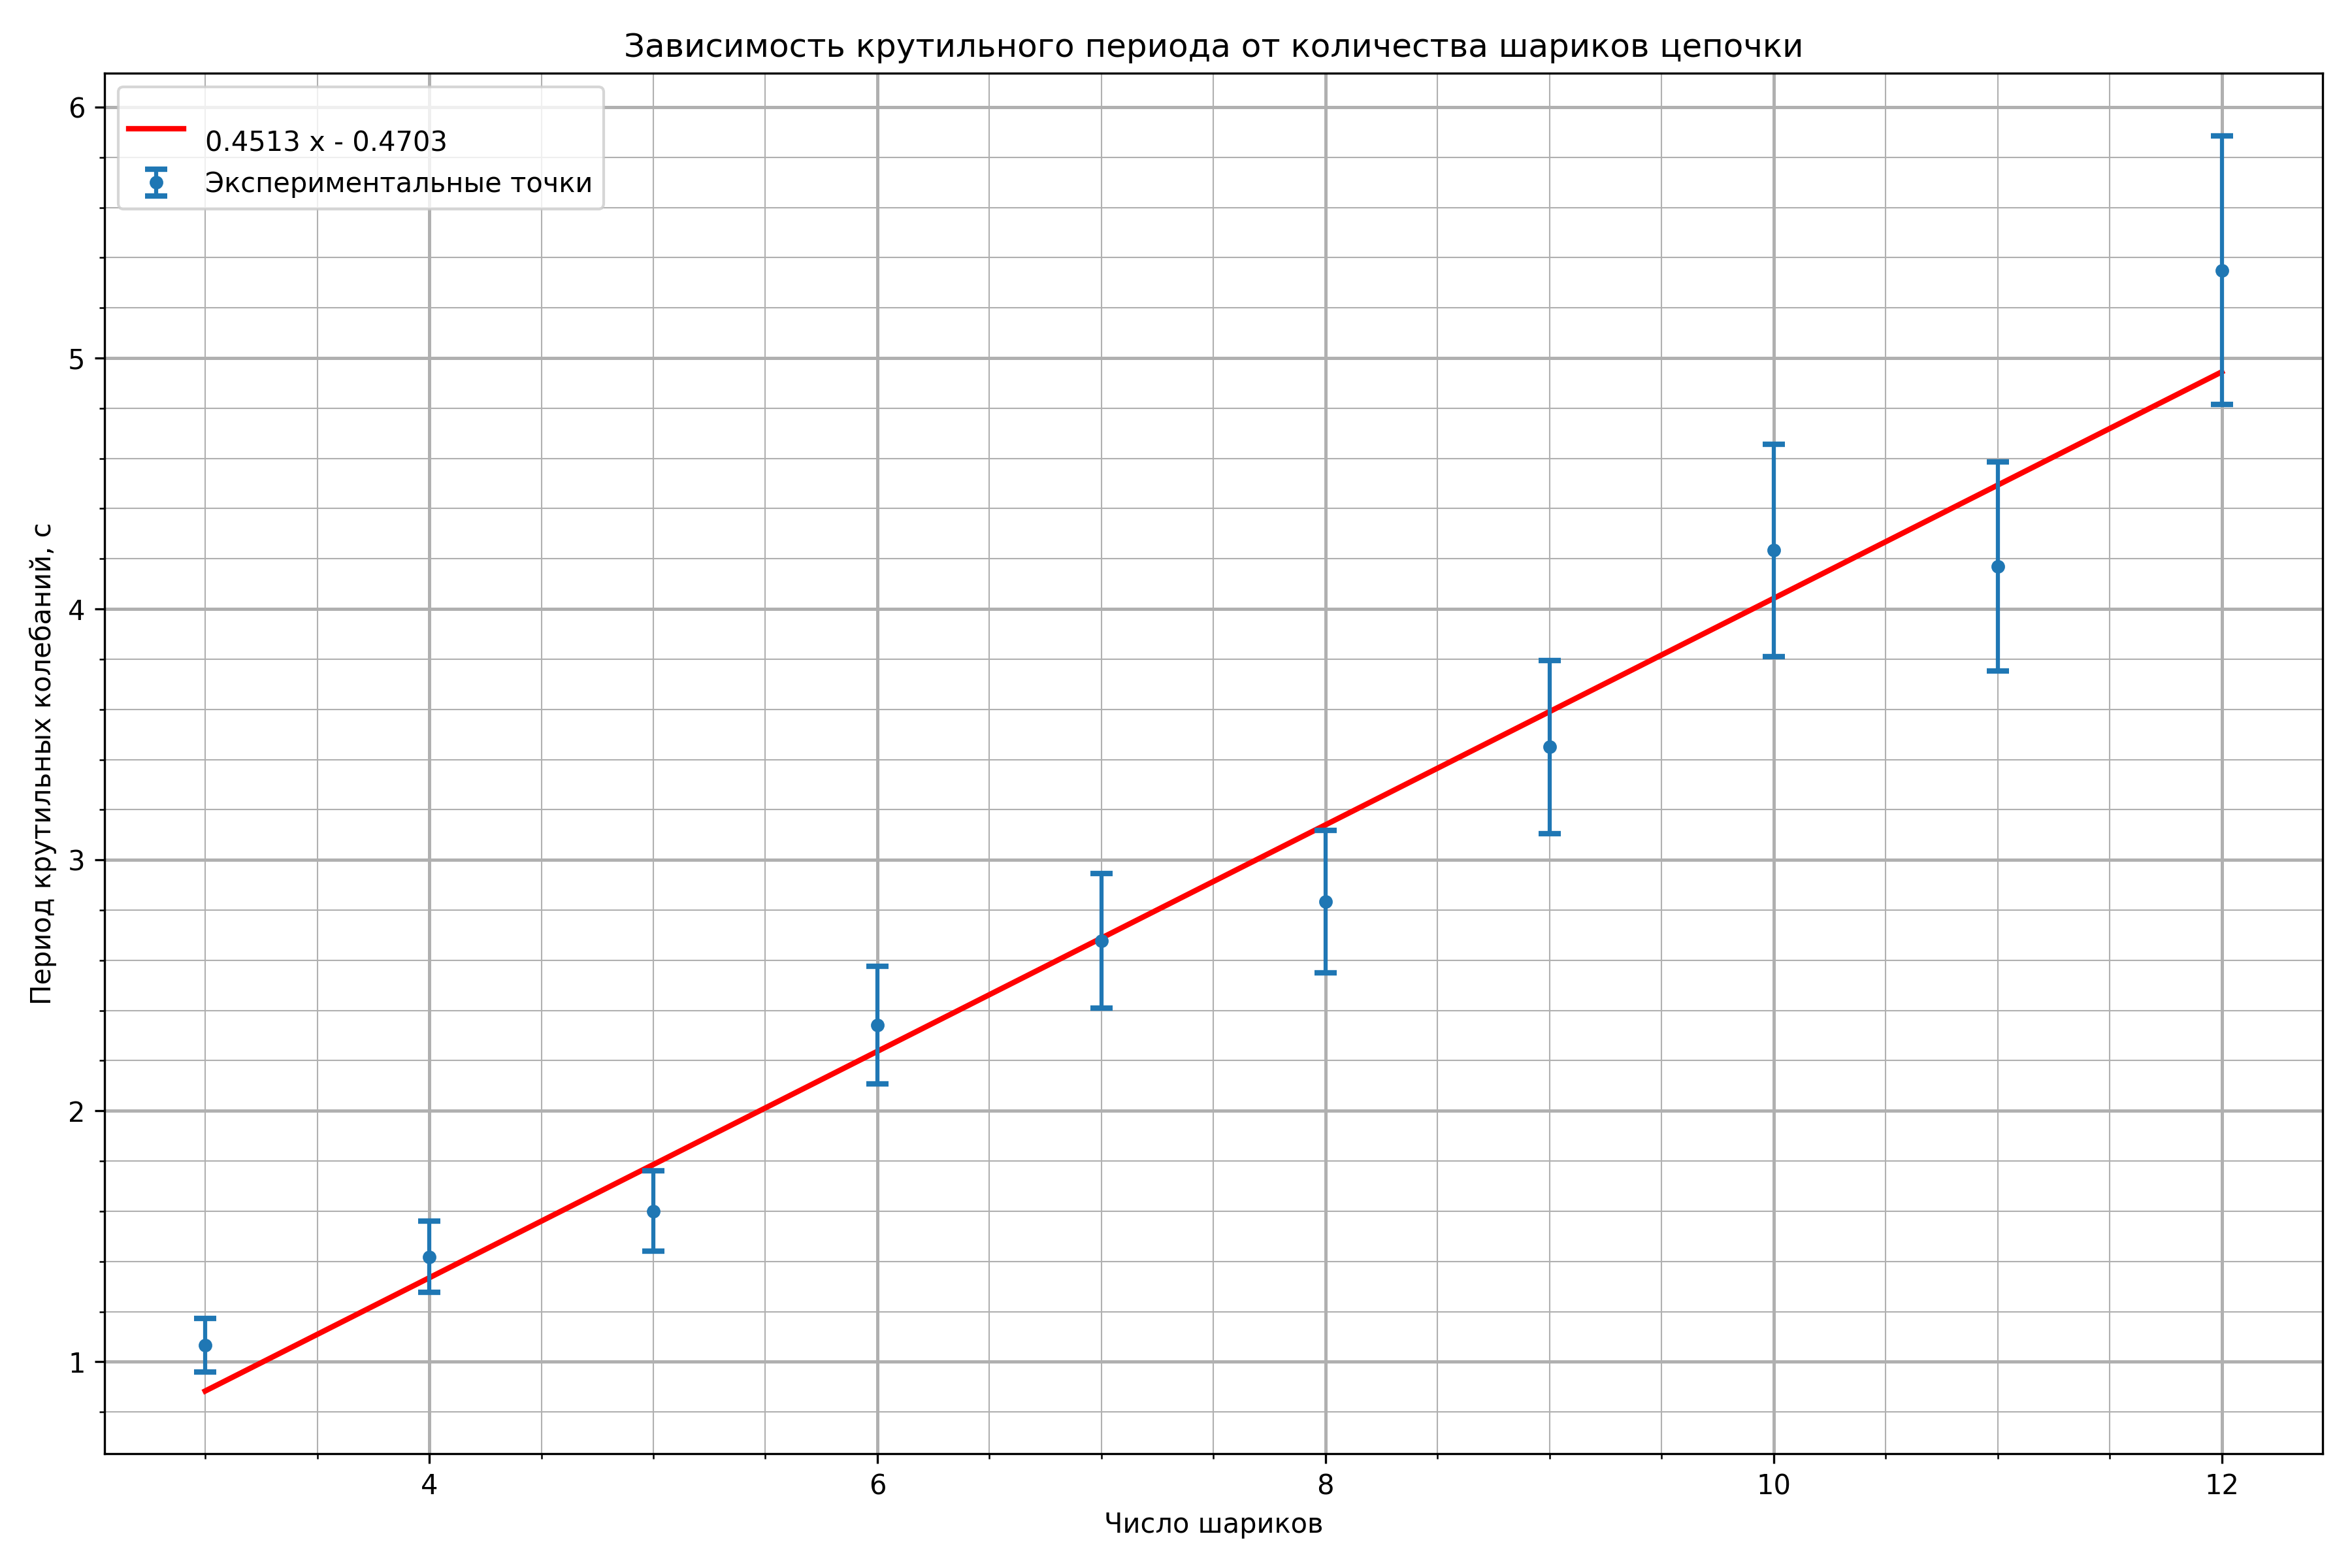 Зависимость крутильного периода от количества шариков цепочки
0.4513 x - 0.4703
Экспериментальные точки
Период крутильных колебаний, с
6
5
4
3
2
1
4
6
8
10
12
Число шариков